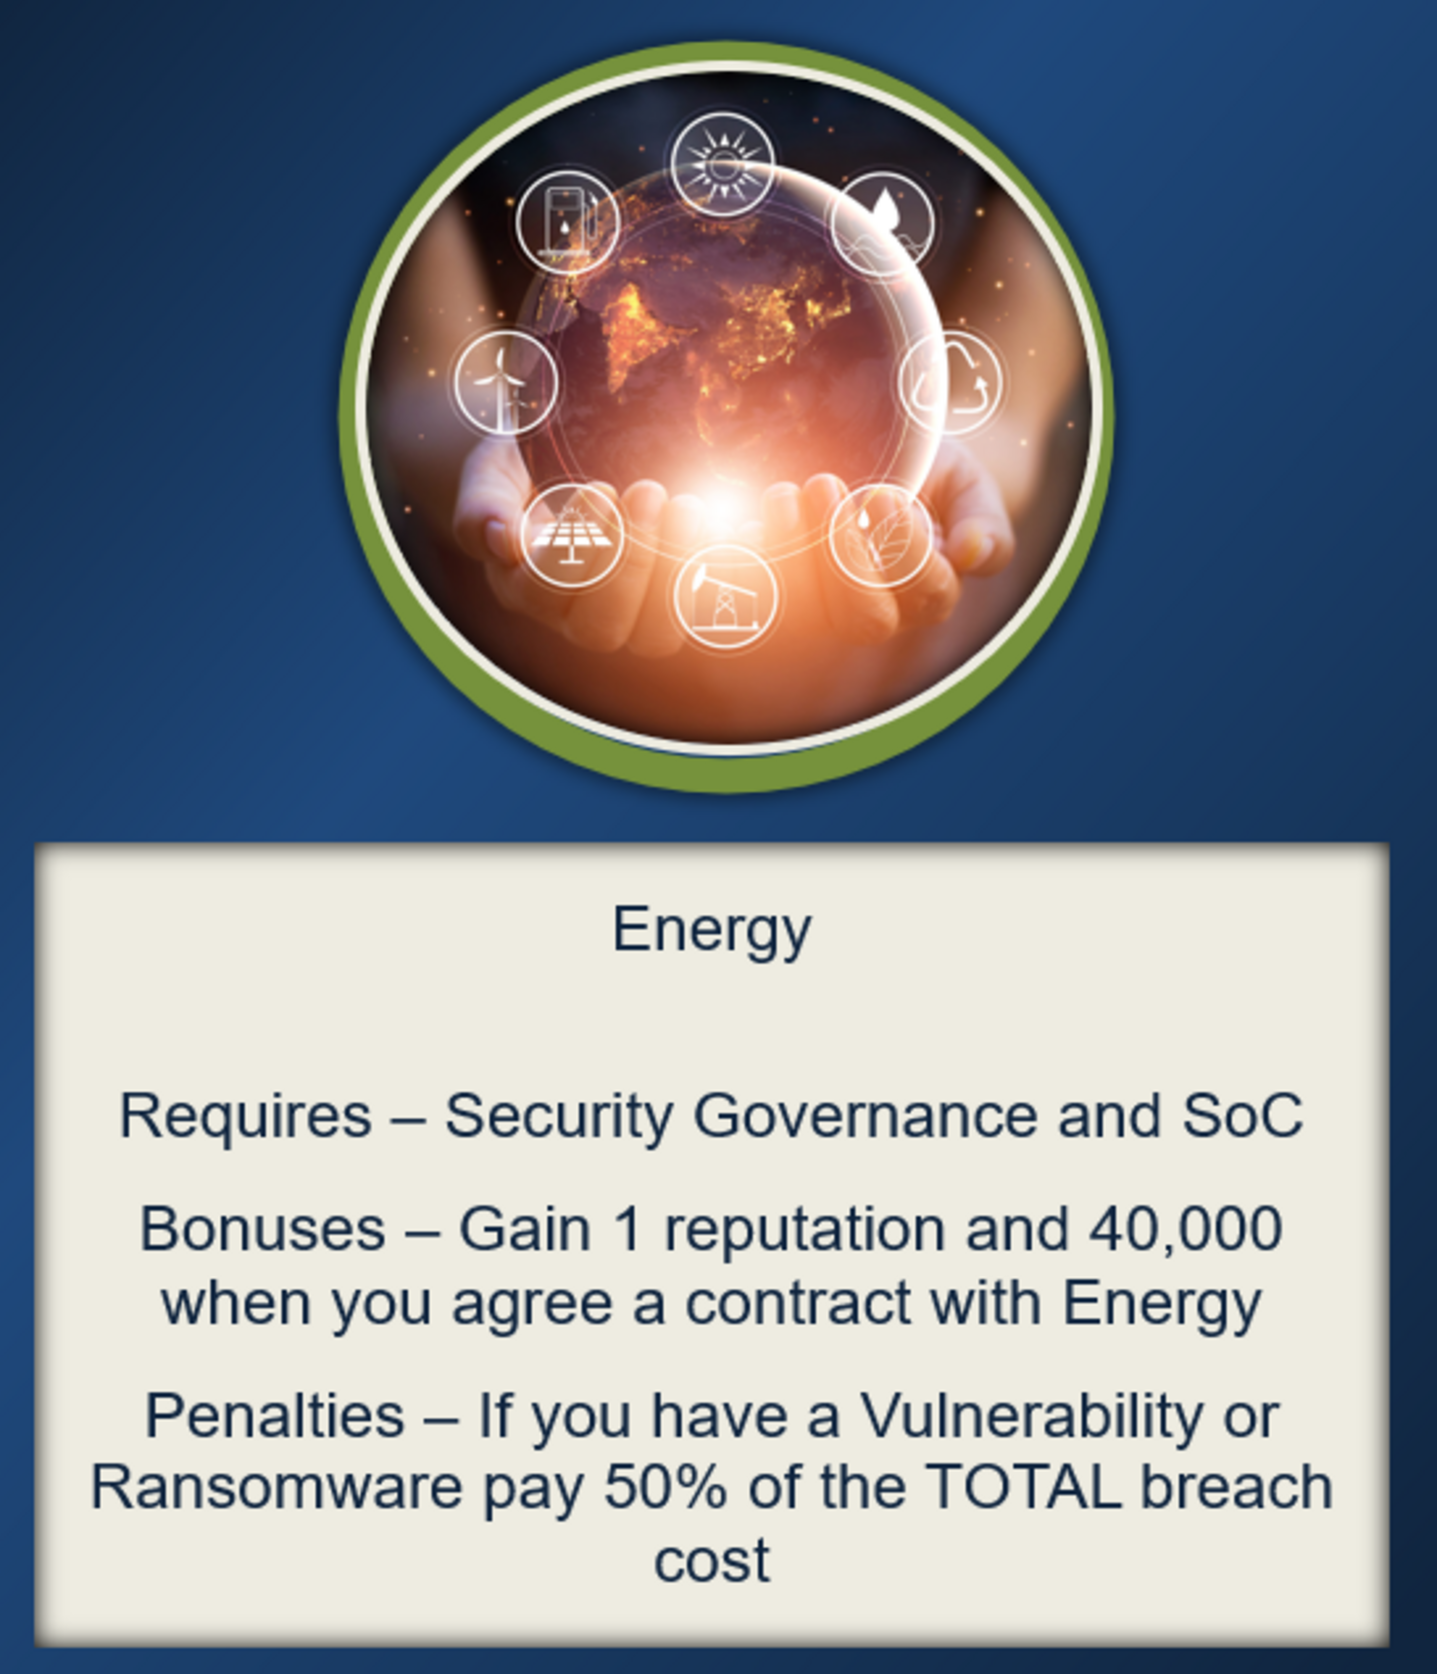 Energy
Requires – Security Governance and SoC
Bonuses – Gain 1 reputation and 40,000
when you agree a contract with Energy
Penalties – If you have a Vulnerability or
Ransomware pay 50% of the TOTAL breach
cost